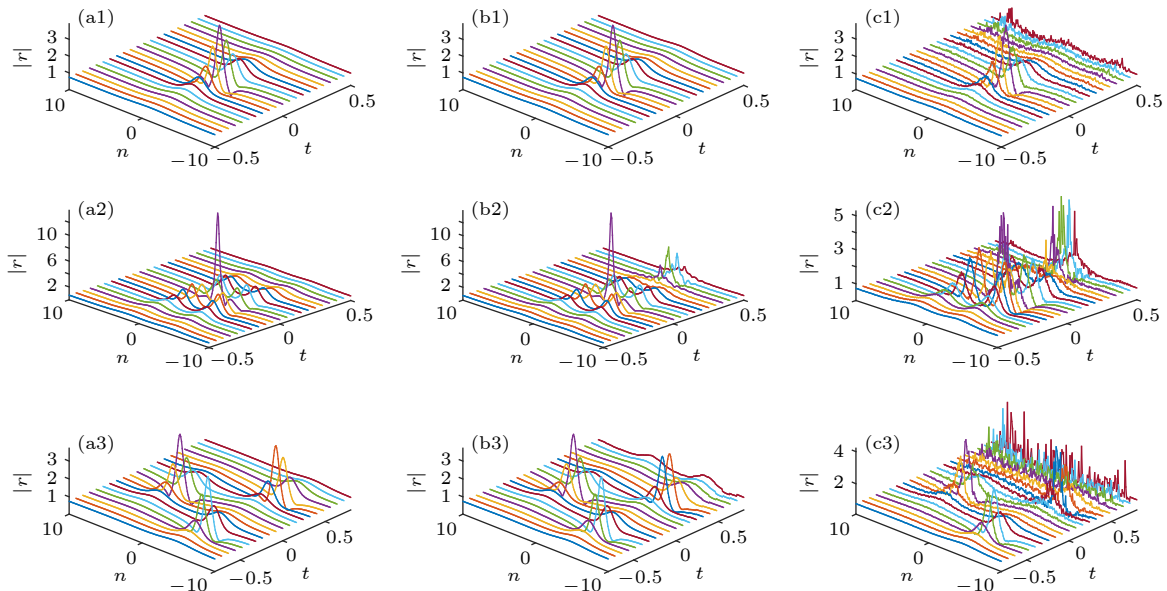 (a1) (b1) (c1)
3 3 3
|r| 2 |r| 2 |r| 2
1 1 1
10 0.5 10 0.5 10 0.5
0 0 0 0 0 0
n t n t n t
−10 −0.5 −10 −0.5 −10 −0.5
(a2) (b2) (c2)
10 10 5
|r| 6 |r| 6 |r| 3
2 2 1
10 0.5 10 0.5 10 0.5
0 0 0 0 0 0
n t n t n t
−10 −0.5 −10 −0.5 −10 −0.5
(a3) (b3) (c3)
3 3 4
|r| 2 |r| 2 |r| 2
1 1
10 0.5 10 0.5 10 0.5
0 0 0 0 0 0
n −0.5 t n −0.5 t n −0.5 t
−10 −10 −10